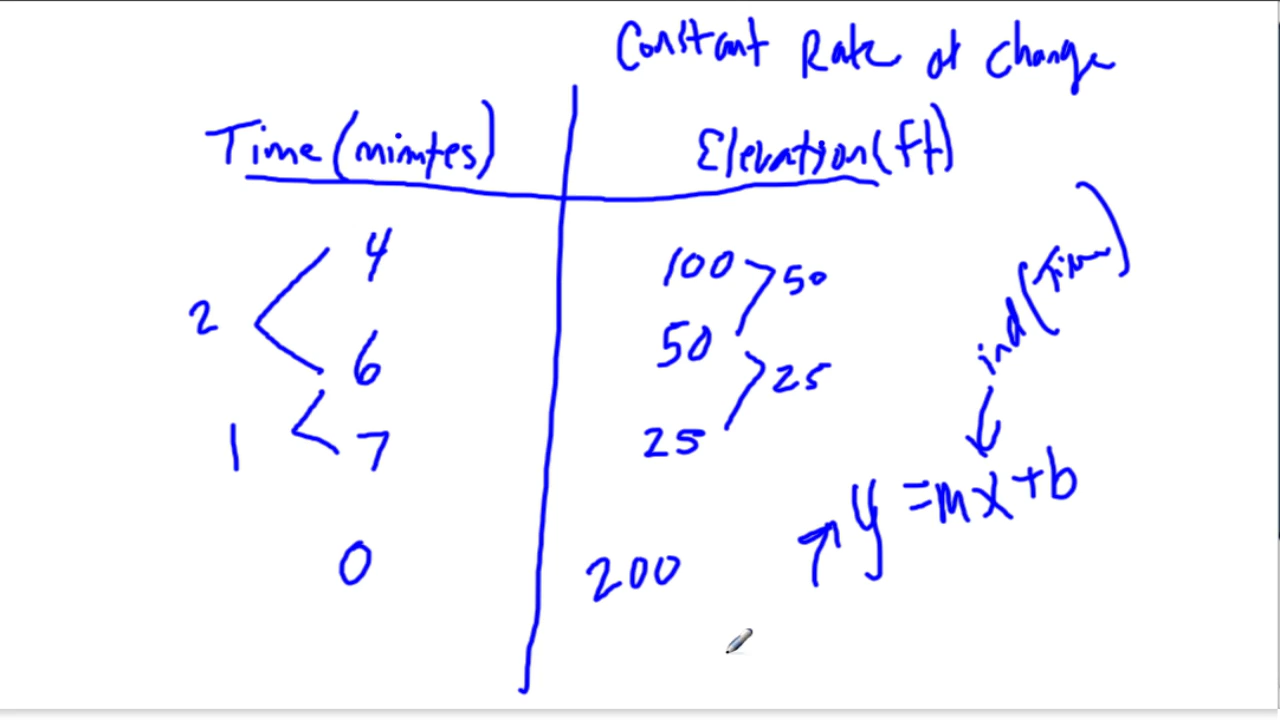 Constant Rate of Change
Time (minutes) Elevation (ft)
4 100
2 50
6 50
1 25
7 25
0 200
ind (Time)
y = mx + b